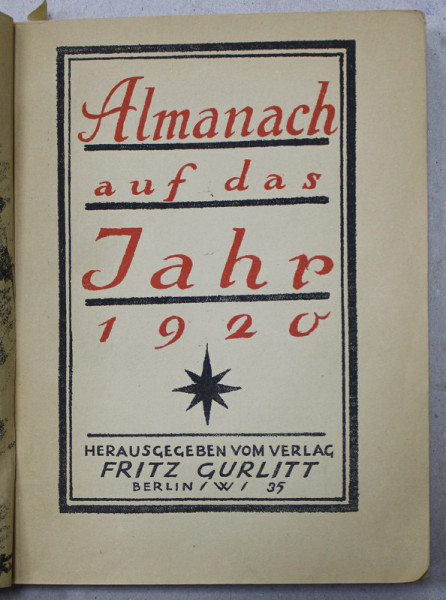 Almanach
auf das
Jahr
1920
HERAUSGEGEBEN VOM VERLAG
FRITZ GURLITT
BERLIN / W / 35